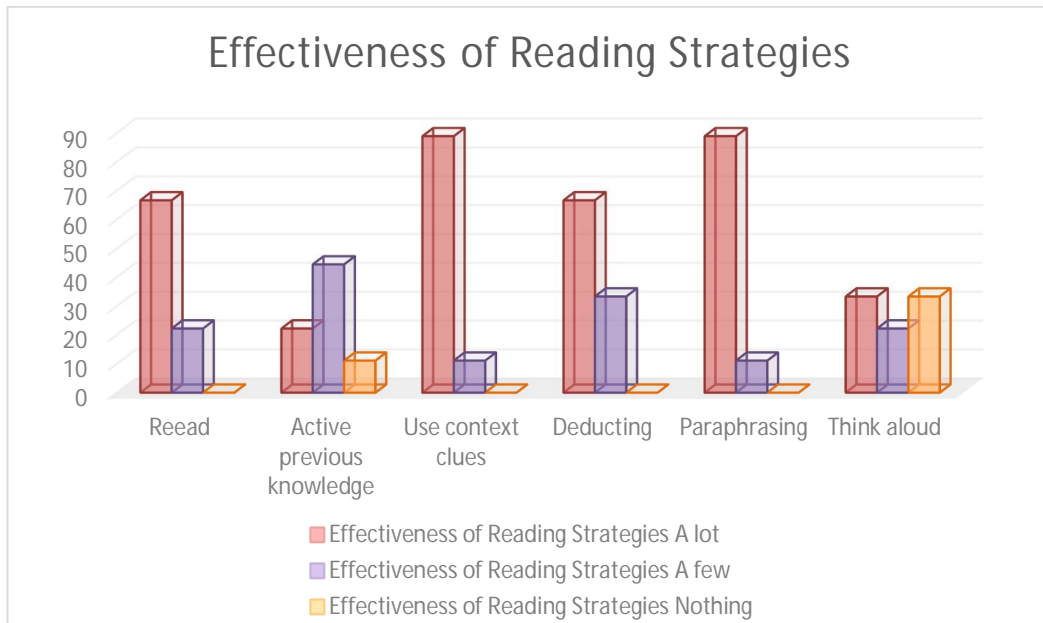 Effectiveness of Reading Strategies
90
80
70
60
50
40
30
20
10
0
Reead
Active
previous
knowledge
Use context
clues
Deducting
Paraphrasing
Think aloud
Effectiveness of Reading Strategies A lot
Effectiveness of Reading Strategies A few
Effectiveness of Reading Strategies Nothing